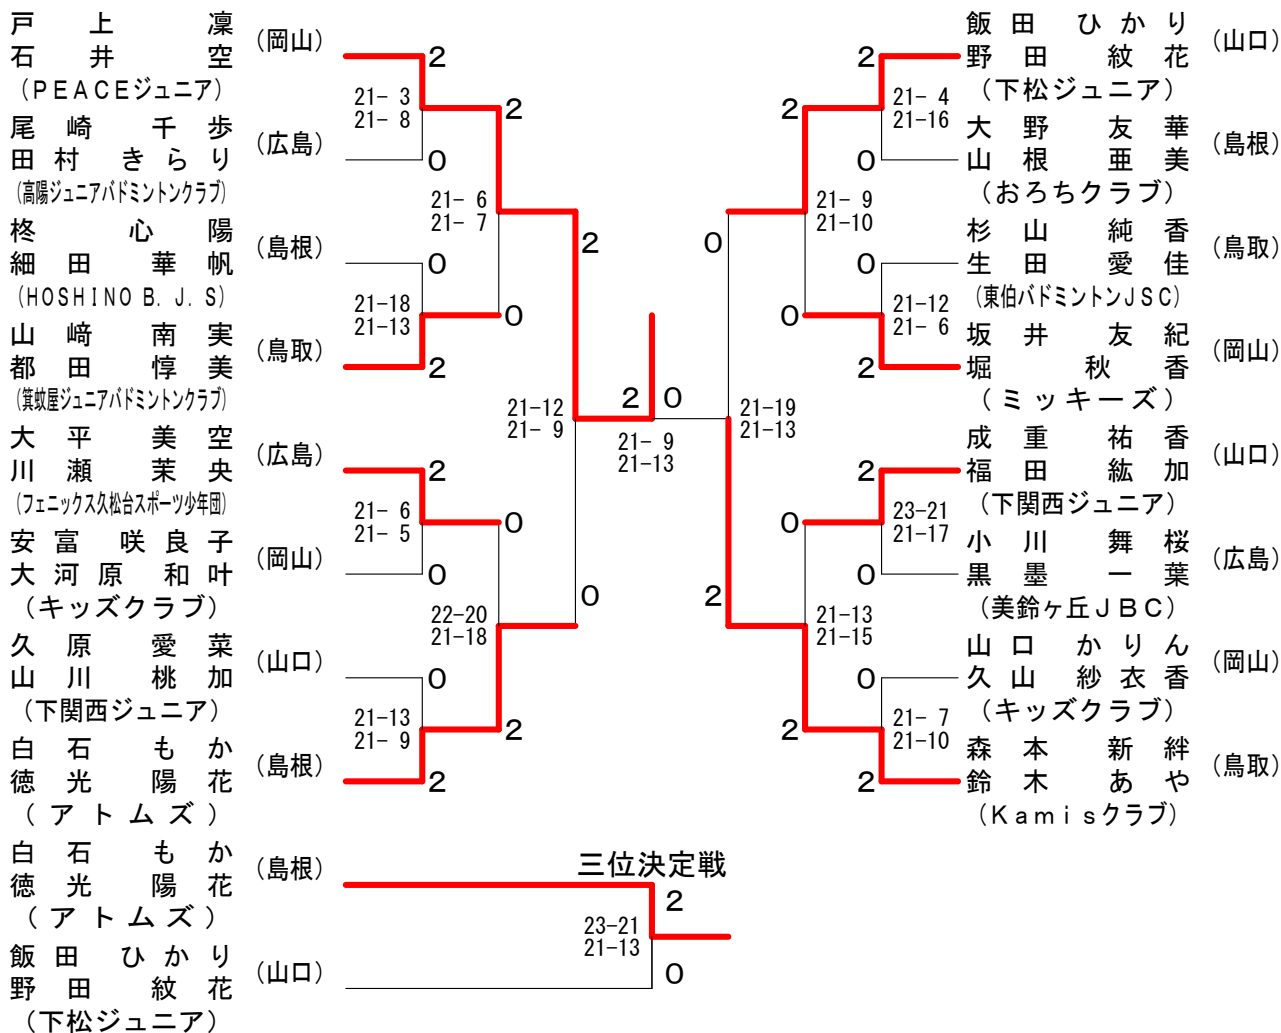 戸上 凜
石井 空
(岡山)
(PEACEジュニア)
尾崎 千歩
田村 きらり
(広島)
(高陽ジュニアバドミントンクラブ)
柊 心陽
細田 華帆
(島根)
(HOSHINO B. J. S)
山﨑 南実
都田 惇美
(鳥取)
(箕蚊屋ジュニアバドミントンクラブ)
大平 美空
川瀬 茉央
(広島)
(フェニックス久松台スポーツ少年団)
安富 咲良子
大河原 和叶
(岡山)
(キッズクラブ)
久原 愛菜
山川 桃加
(山口)
(下関西ジュニア)
白石 もか
徳光 陽花
(島根)
(アトムズ)
2
21- 3
21- 8
0
2
21- 6
21- 7
0
21-18
21-13
2
0
2
21-12
21- 9
2
21- 6
21- 5
0
0
22-20
21-18
0
21-13
21- 9
2
2
0
2 0
21- 9
21-13
0
21-19
21-13
2
2
21- 9
21-10
0
2
21- 4
21-16
0
0
21-12
21- 6
2
0
21-13
21-15
2
2
23-21
21-17
0
0
21- 7
21-10
2
飯田 ひかり
野田 紋花
(山口)
(下松ジュニア)
大野 友華
山根 亜美
(島根)
(おろちクラブ)
杉山 純香
生田 愛佳
(鳥取)
(東伯バドミントンJSC)
坂井 友紀
堀 秋香
(岡山)
(ミッキーズ)
成重 祐香
福田 紘加
(山口)
(下関西ジュニア)
小川 舞桜
黒墨 一葉
(広島)
(美鈴ヶ丘JBC)
山口 かりん
久山 紗衣香
(岡山)
(キッズクラブ)
森本 新絆
鈴木 あや
(鳥取)
(Kamisクラブ)
三位決定戦
白石 もか
徳光 陽花
(島根)
(アトムズ)
2
23-21
21-13
0
飯田 ひかり
野田 紋花
(山口)
(下松ジュニア)